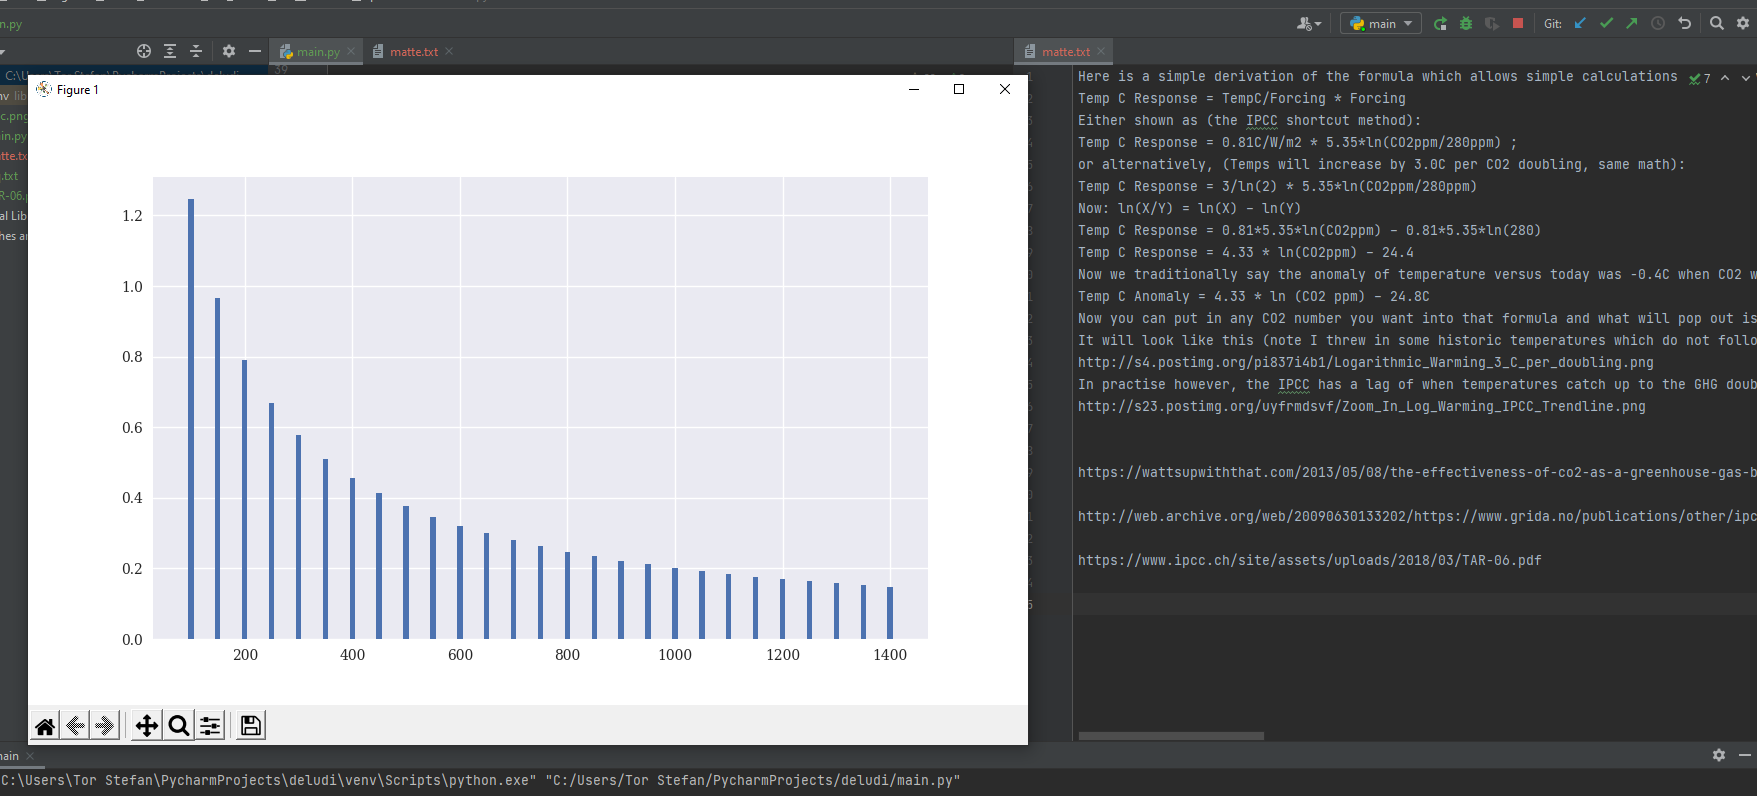 n.py
main
Git:
main.py
matte.txt
matte.txt
C:\U
Figure 1
1.2
1.0
0.8
0.6
0.4
0.2
0.0
200
400
600
800
1000
1200
1400
Here is a simple derivation of the formula which allows simple calculations
7
Temp C Response = TempC/Forcing * Forcing
Either shown as (the IPCC shortcut method):
Temp C Response = 0.81C/W/m2 * 5.35*ln(CO2ppm/280ppm) ;
or alternatively, (Temps will increase by 3.0C per CO2 doubling, same math):
Temp C Response = 3/ln(2) * 5.35*ln(CO2ppm/280ppm)
Now: ln(X/Y) = ln(X) - ln(Y)
Temp C Response = 0.81*5.35*ln(CO2ppm) - 0.81*5.35*ln(280)
Temp C Response = 4.33 * ln(CO2ppm) - 24.4
Now we traditionally say the anomaly of temperature versus today was -0.4C when CO2 w
Temp C Anomaly = 4.33 * ln (CO2 ppm) - 24.8C
Now you can put in any CO2 number you want into that formula and what will pop out is
It will look like this (note I threw in some historic temperatures which do not follo
http://s4.postimg.org/pi837i4b1/Logarithmic_Warming_3_C_per_doubling.png
In practise however, the IPCC has a lag of when temperatures catch up to the GHG doub
http://s23.postimg.org/uyfrmdsvf/Zoom_In_Log_Warming_IPCC_Trendline.png
https://wattsupwiththat.com/2013/05/08/the-effectiveness-of-co2-as-a-greenhouse-gas-b
http://web.archive.org/web/20090630133202/https://www.grida.no/publications/other/ipc
https://www.ipcc.ch/site/assets/uploads/2018/03/TAR-06.pdf
nv lib
c.png
in.py
tte.tx
.txt
R-06.p
al Lib
hes a
main
C:\Users\Tor Stefan\PycharmProjects\deludi\venv\Scripts\python.exe" "C:/Users/Tor Stefan/PycharmProjects/deludi/main.py"